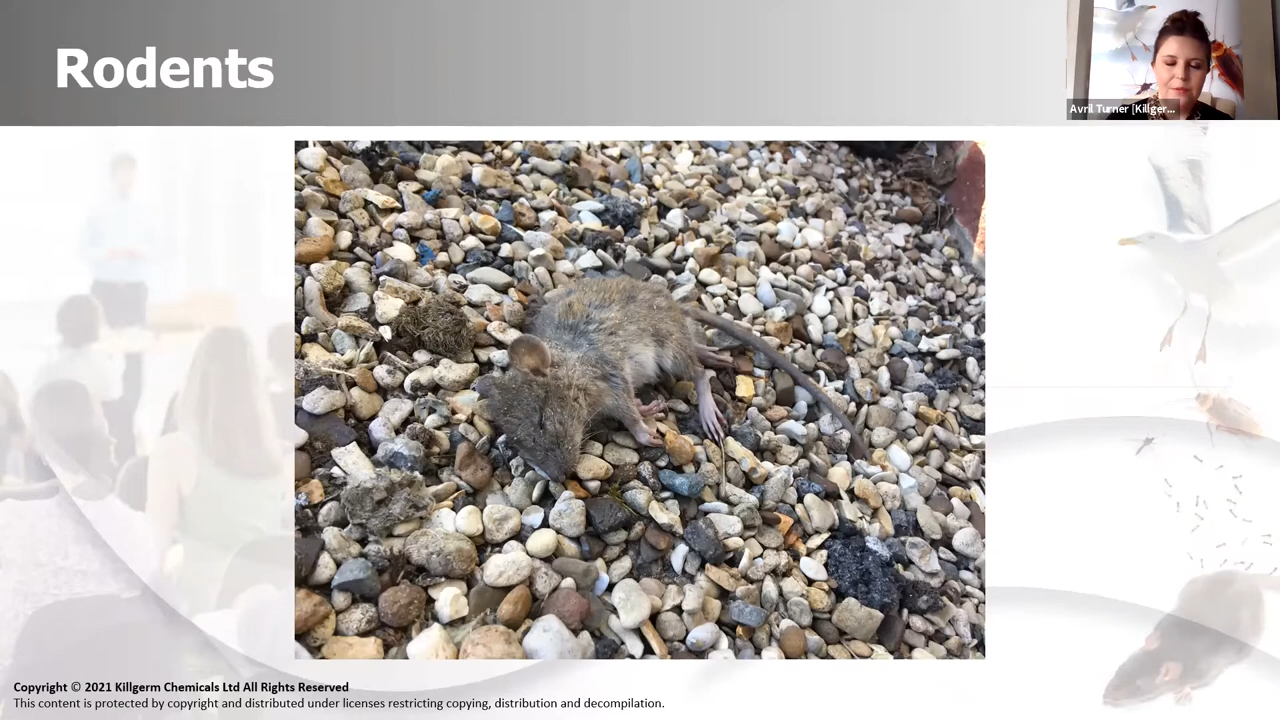 Rodents
Avril Turner [Killger...
Copyright © 2021 Killgerm Chemicals Ltd All Rights Reserved
This content is protected by copyright and distributed under licenses restricting copying, distribution and decompilation.